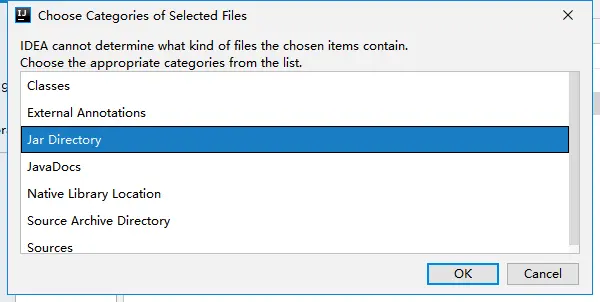 IJ
Choose Categories of Selected Files
IDEA cannot determine what kind of files the chosen items contain.
Choose the appropriate categories from the list.
Classes
External Annotations
Jar Directory
JavaDocs
Native Library Location
Source Archive Directory
Sources
OK
Cancel